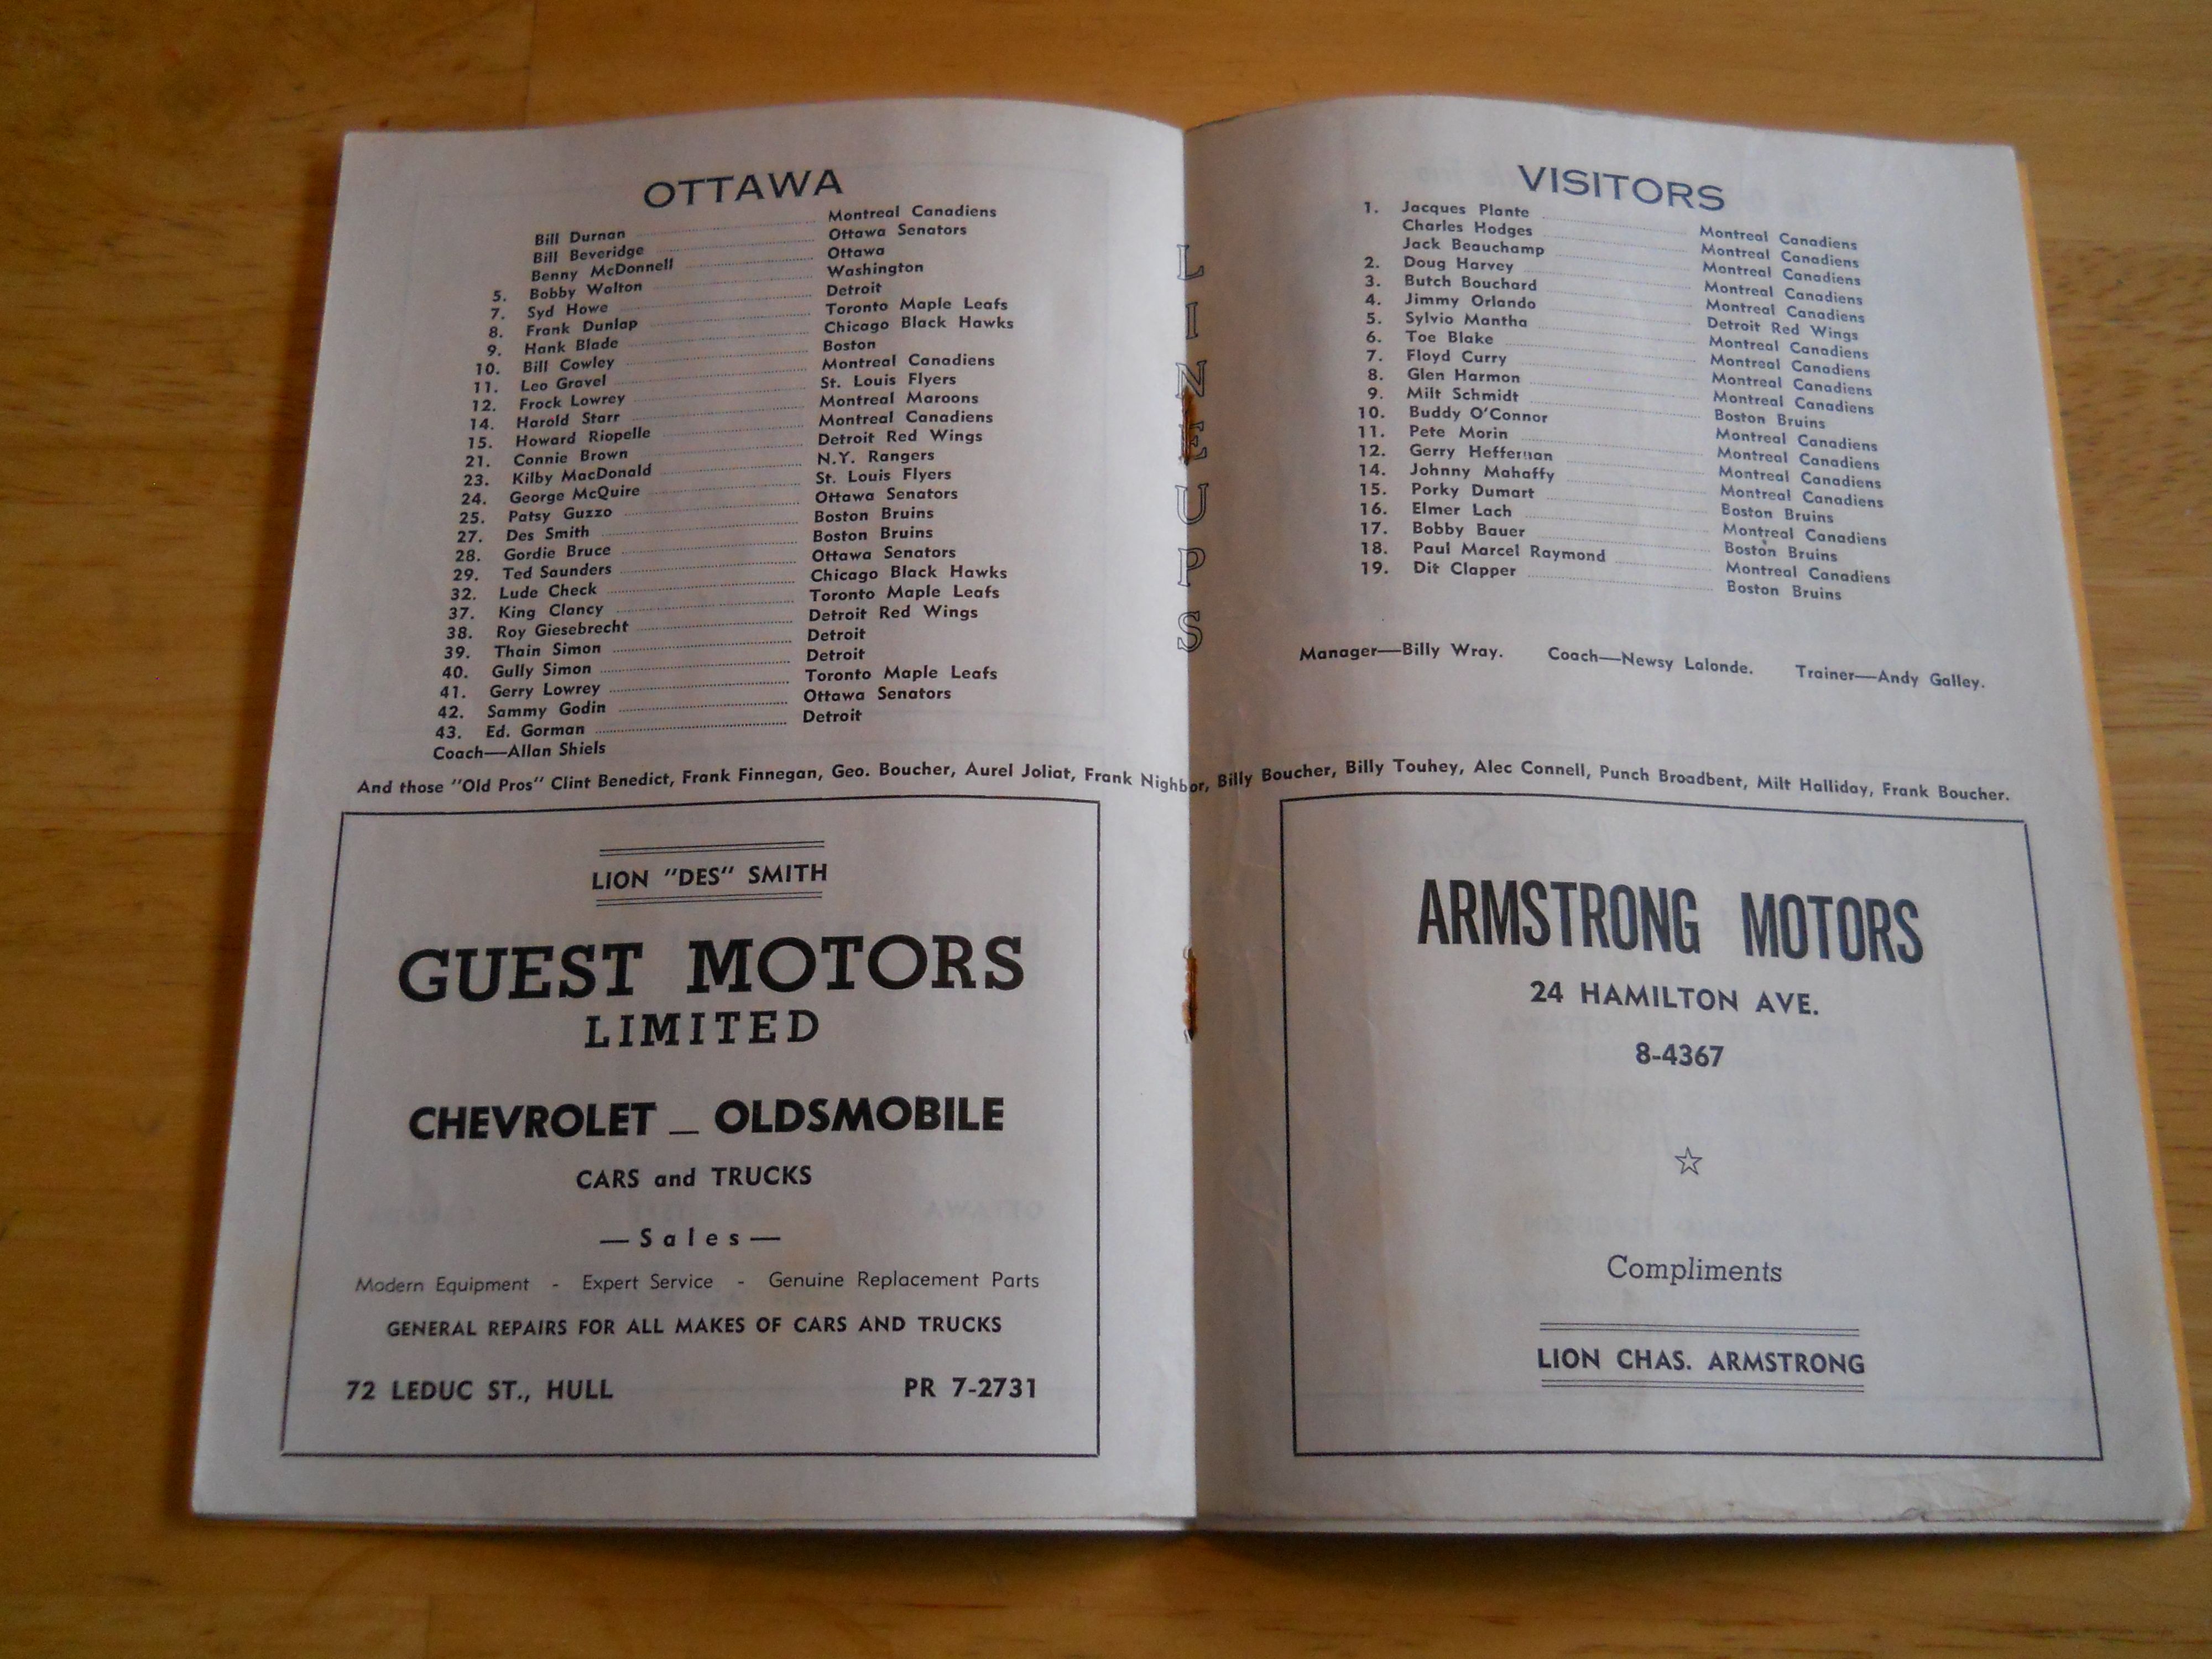 OTTAWA
Bill Durnan Montreal Canadiens
Bill Beveridge Ottawa Senators
Benny McDonnell Ottawa
5. Bobby Walton Washington
7. Syd Howe Detroit
8. Frank Dunlap Toronto Maple Leafs
9. Hank Blade Chicago Black Hawks
10. Bill Cowley Boston
11. Leo Gravel Montreal Canadiens
12. Frock Lowrey St. Louis Flyers
14. Harold Starr Montreal Maroons
15. Howard Riopelle Montreal Canadiens
21. Connie Brown Detroit Red Wings
23. Kilby MacDonald N.Y. Rangers
24. George McQuire St. Louis Flyers
25. Patsy Guzzo Ottawa Senators
27. Des Smith Boston Bruins
28. Gordie Bruce Boston Bruins
29. Ted Saunders Ottawa Senators
32. Lude Check Chicago Black Hawks
37. King Clancy Toronto Maple Leafs
38. Roy Giesebrecht Detroit Red Wings
39. Thain Simon Detroit
40. Gully Simon Detroit
41. Gerry Lowrey Toronto Maple Leafs
42. Sammy Godin Ottawa Senators
43. Ed. Gorman Detroit
Coach—Allan Shiels
LINEUPS
VISITORS
1. Jacques Plante Montreal Canadiens
Charles Hodges Montreal Canadiens
Jack Beauchamp Montreal Canadiens
2. Doug Harvey Montreal Canadiens
3. Butch Bouchard Montreal Canadiens
4. Jimmy Orlando Detroit Red Wings
5. Sylvio Mantha Montreal Canadiens
6. Toe Blake Montreal Canadiens
7. Floyd Curry Montreal Canadiens
8. Glen Harmon Montreal Canadiens
9. Milt Schmidt Boston Bruins
10. Buddy O'Connor Montreal Canadiens
11. Pete Morin Montreal Canadiens
12. Gerry Heffernan Montreal Canadiens
14. Johnny Mahaffy Montreal Canadiens
15. Porky Dumart Boston Bruins
16. Elmer Lach Montreal Canadiens
17. Bobby Bauer Boston Bruins
18. Paul Marcel Raymond Montreal Canadiens
19. Dit Clapper Boston Bruins
Manager—Billy Wray. Coach—Newsy Lalonde. Trainer—Andy Galley.
And those "Old Pros" Clint Benedict, Frank Finnegan, Geo. Boucher, Aurel Joliat, Frank Nighbor, Billy Boucher, Billy Touhey, Alec Connell, Punch Broadbent, Milt Halliday, Frank Boucher.
LION "DES" SMITH
GUEST MOTORS
LIMITED
CHEVROLET _ OLDSMOBILE
CARS and TRUCKS
— Sales —
Modern Equipment - Expert Service - Genuine Replacement Parts
GENERAL REPAIRS FOR ALL MAKES OF CARS AND TRUCKS
72 LEDUC ST., HULL PR 7-2731
ARMSTRONG MOTORS
24 HAMILTON AVE.
8-4367
Compliments
LION CHAS. ARMSTRONG